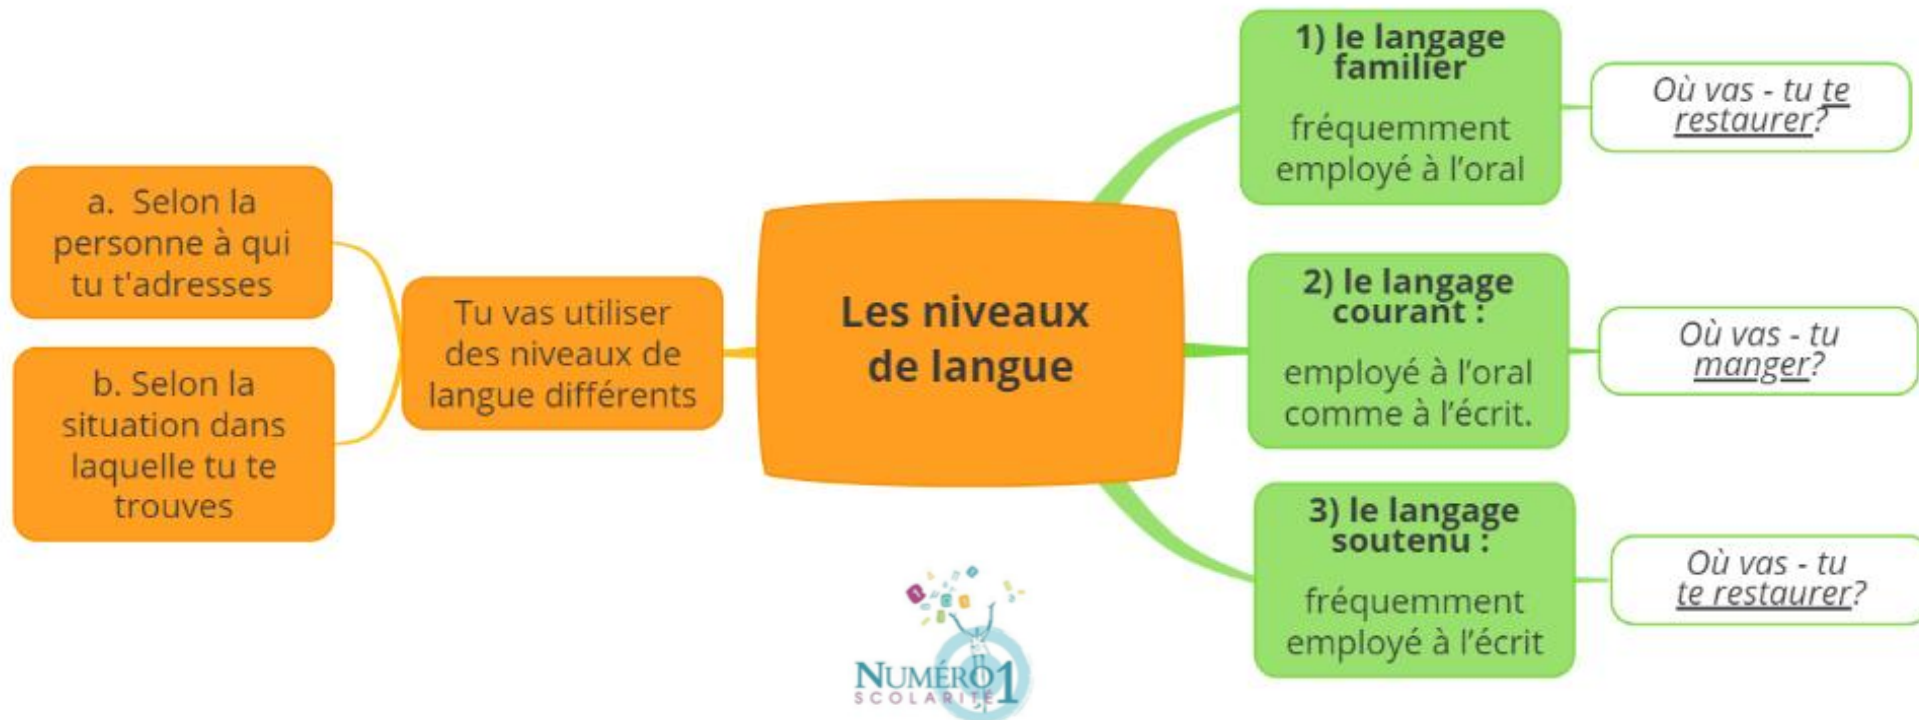 a. Selon la
personne à qui
tu t'adresses
b. Selon la
situation dans
laquelle tu te
trouves
Tu vas utiliser
des niveaux de
langue différents
Les niveaux
de langue
1) le langage
familier
fréquemment
employé à l’oral
Où vas - tu te
restaurer?
2) le langage
courant :
employé à l’oral
comme à l’écrit.
Où vas - tu
manger?
3) le langage
soutenu :
fréquemment
employé à l’écrit
Où vas - tu
te restaurer?
NUMÉRO1
SCOLARITÉ